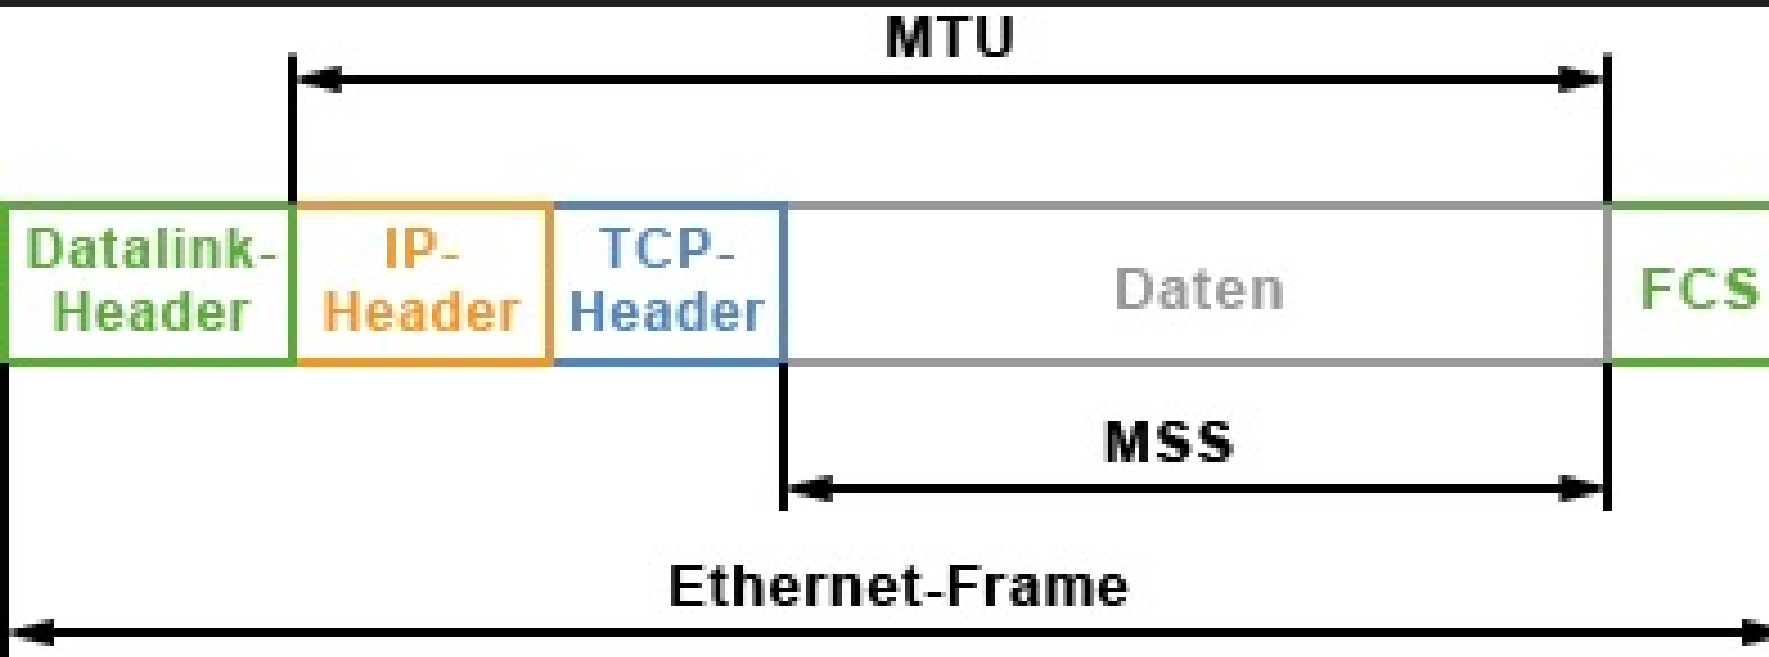 MTU
Datalink-
Header
IP-
Header
TCP-
Header
Daten
FCS
MSS
Ethernet-Frame